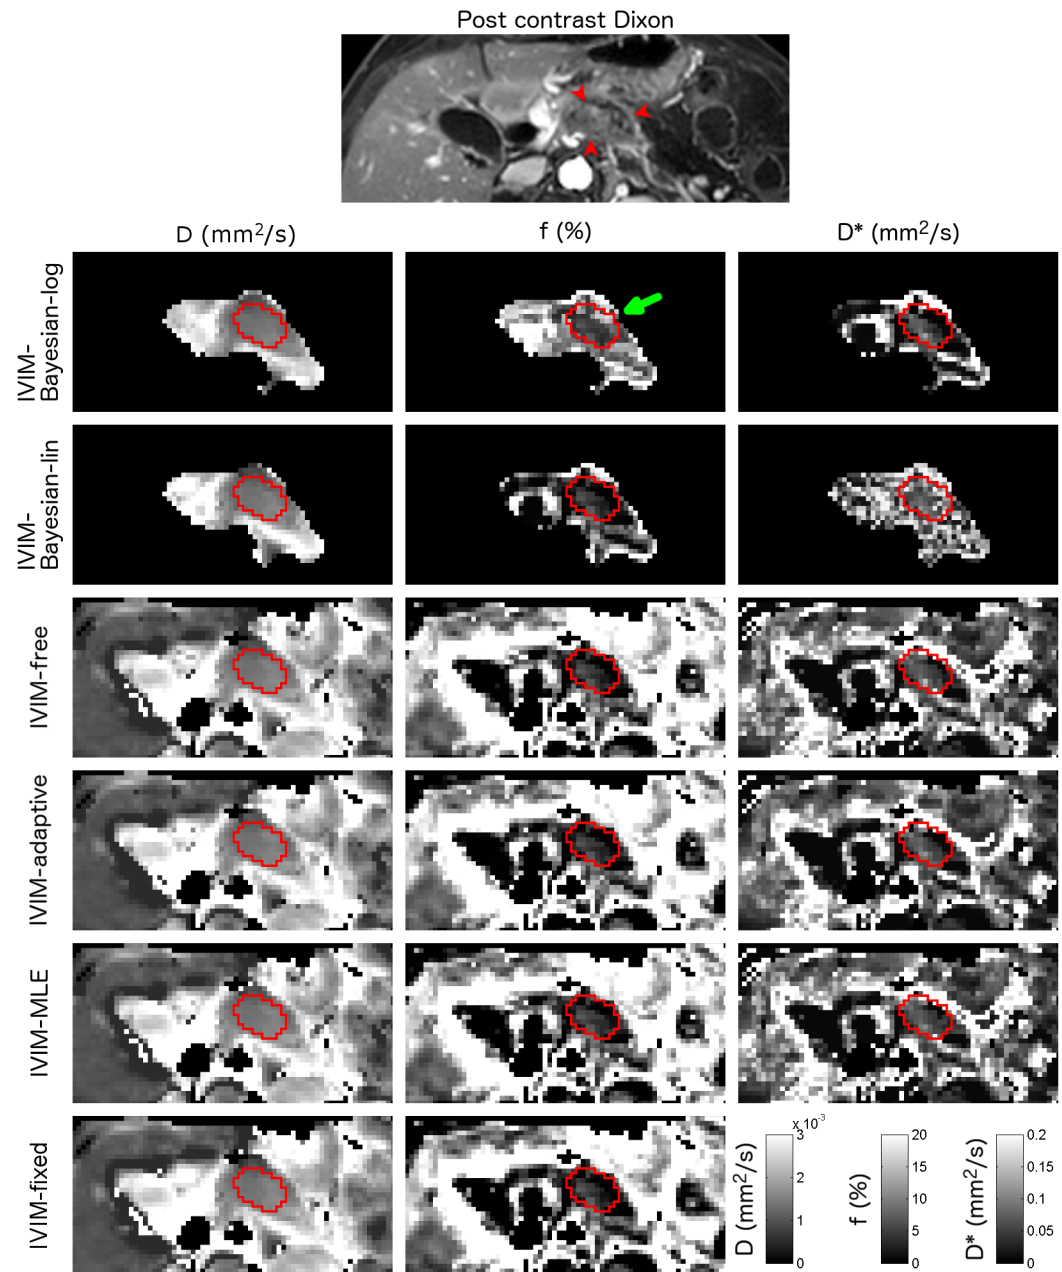 Post contrast Dixon
D (mm²/s)
f (%)
D* (mm²/s)
IVIM-
Bayesian-log
IVIM-
Bayesian-lin
IVIM-free
IVIM-adaptive
IVIM-MLE
IVIM-fixed
x 10⁻³
D (mm²/s)
3
2
1
0
f (%)
20
15
10
5
0
D* (mm²/s)
0.2
0.15
0.1
0.05
0